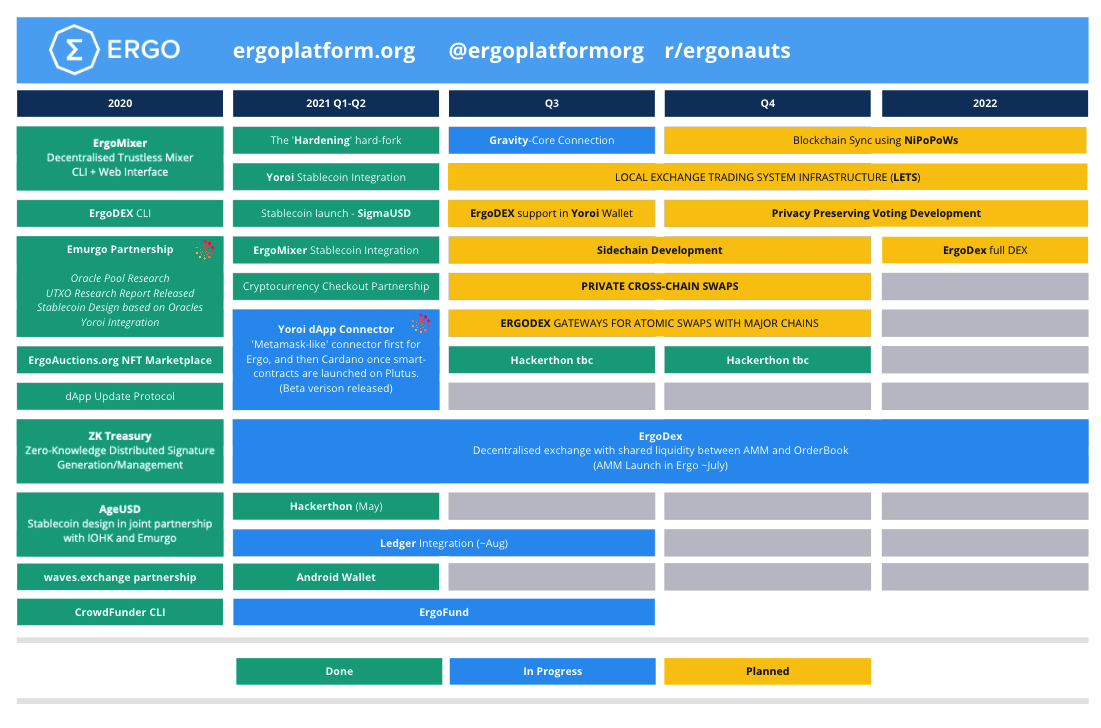 Σ ERGO ergoplatform.org @ergoplatformorg r/ergonauts
2020 2021 Q1-Q2 Q3 Q4 2022
ErgoMixer
Decentralised Trustless Mixer
CLI + Web Interface
The 'Hardening' hard-fork
Gravity-Core Connection
Blockchain Sync using NiPoPoWs
Yoroi Stablecoin Integration
LOCAL EXCHANGE TRADING SYSTEM INFRASTRUCTURE (LETS)
ErgoDEX CLI
Stablecoin launch - SigmaUSD
ErgoDEX support in Yoroi Wallet
Privacy Preserving Voting Development
Emurgo Partnership
Oracle Pool Research
UTXO Research Report Released
Stablecoin Design based on Oracles
Yoroi Integration
ErgoMixer Stablecoin Integration
Sidechain Development
ErgoDex full DEX
Cryptocurrency Checkout Partnership
PRIVATE CROSS-CHAIN SWAPS
Yoroi dApp Connector
'Metamask-like' connector first for
Ergo, and then Cardano once smart-
contracts are launched on Plutus.
(Beta verison released)
ERGODEX GATEWAYS FOR ATOMIC SWAPS WITH MAJOR CHAINS
ErgoAuctions.org NFT Marketplace
Hackerthon tbc
Hackerthon tbc
dApp Update Protocol
ZK Treasury
Zero-Knowledge Distributed Signature
Generation/Management
ErgoDex
Decentralised exchange with shared liquidity between AMM and OrderBook
(AMM Launch in Ergo ~July)
AgeUSD
Stablecoin design in joint partnership
with IOHK and Emurgo
Hackerthon (May)
Ledger Integration (~Aug)
waves.exchange partnership
Android Wallet
CrowdFunder CLI
ErgoFund
Done In Progress Planned